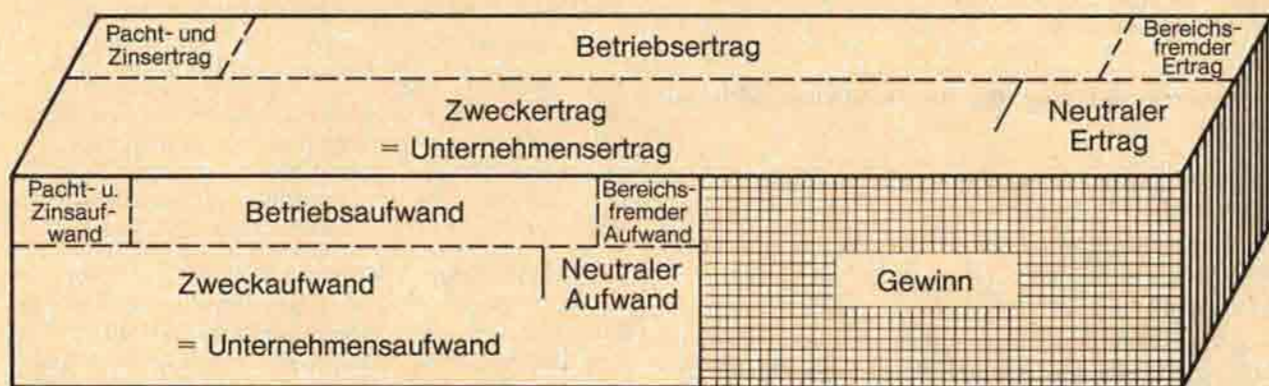 Pacht- und
Zinsertrag
Betriebsertrag
Bereichs-
fremder
Ertrag
Zweckertrag
= Unternehmensertrag
Neutraler
Ertrag
Pacht- u.
Zinsauf-
wand
Betriebsaufwand
Bereichs-
fremder
Aufwand
Zweckaufwand
= Unternehmensaufwand
Neutraler
Aufwand
Gewinn